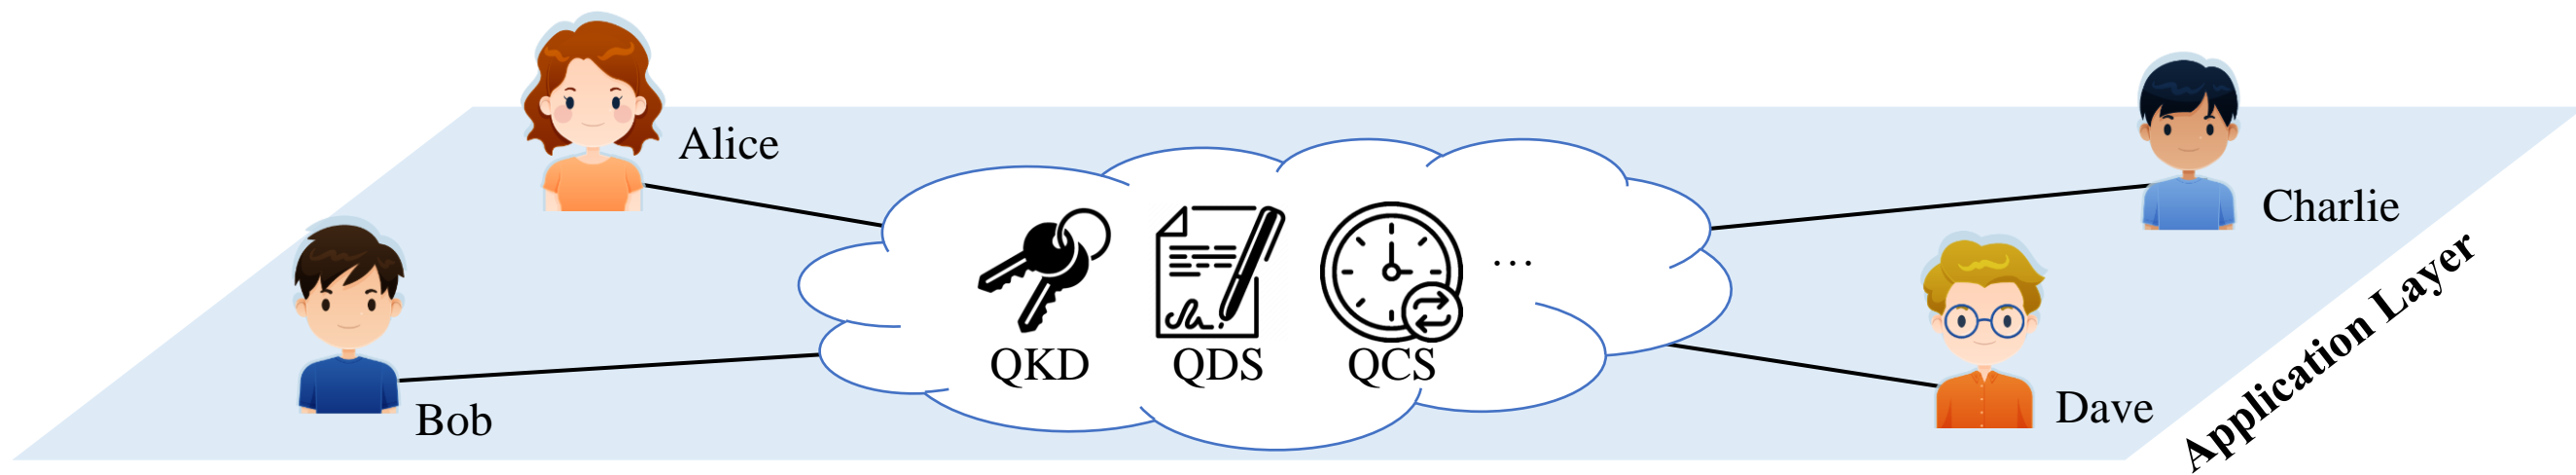 Alice
Charlie
Bob
Dave
QKD
QDS
QCS
...
Application Layer